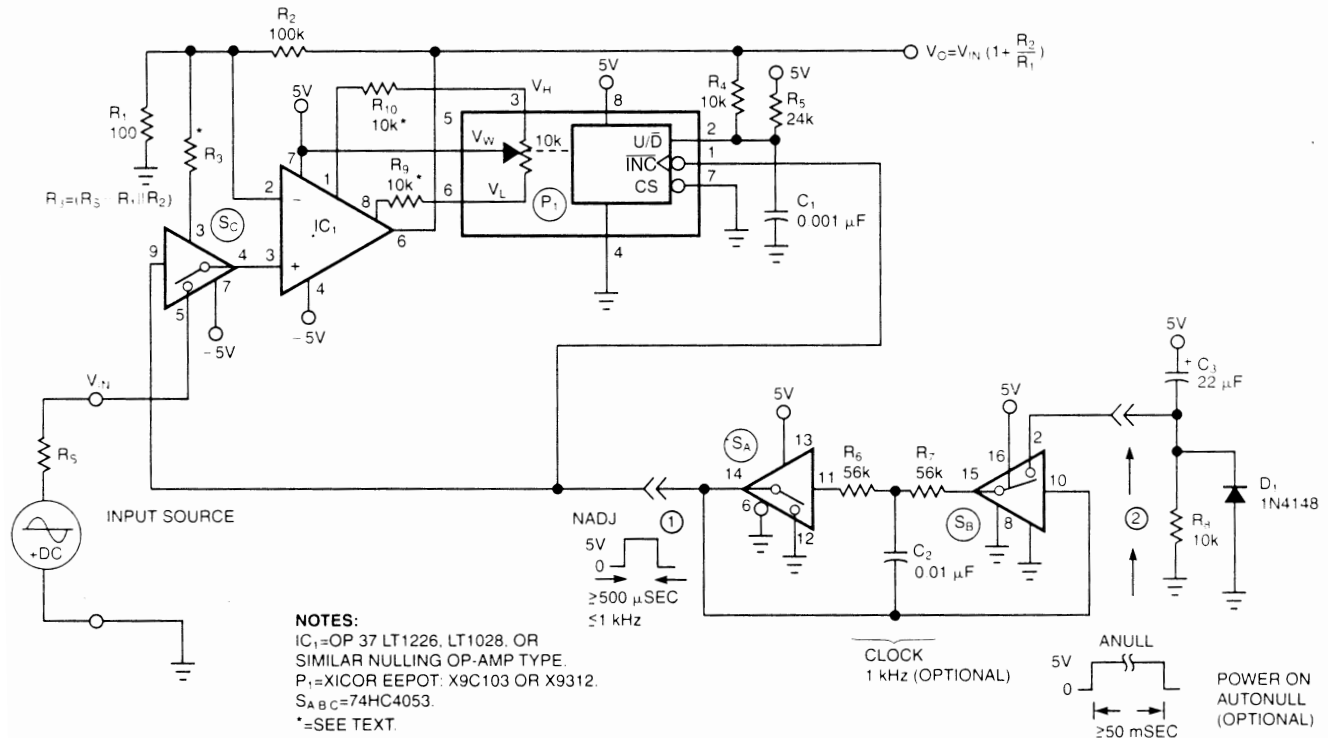 R2
100k
VO=VIN (1+ R2/R1)
5V
5V
R4
10k
R5
24k
R1
100
*
R3
5V
R10
10k*
VH
3
8
5
VW
10k
2
U/D̅
1
I̅N̅C̅
7
CS
7
1
2
−
R9
10k*
8
6
VL
P1
IC1
6
4
C1
0.001 µF
SC
3
9
4
3
+
7
5
4
−5V
−5V
VIN
RS
+DC
INPUT SOURCE
5V
C3
+
22 µF
5V
5V
SA
13
14
11
6
12
R6
56k
R7
56k
16
2
15
10
8
SB
C2
0.01 µF
2
R8
10k
D1
1N4148
NADJ
1
5V
0
≥500 µSEC
≤1 kHz
CLOCK
1 kHz (OPTIONAL)
ANULL
5V
0
≥50 mSEC
POWER ON
AUTONULL
(OPTIONAL)
NOTES:
IC1=OP 37 LT1226, LT1028, OR
SIMILAR NULLING OP-AMP TYPE.
P1=XICOR EEPOT: X9C103 OR X9312.
SA B C=74HC4053.
*=SEE TEXT.